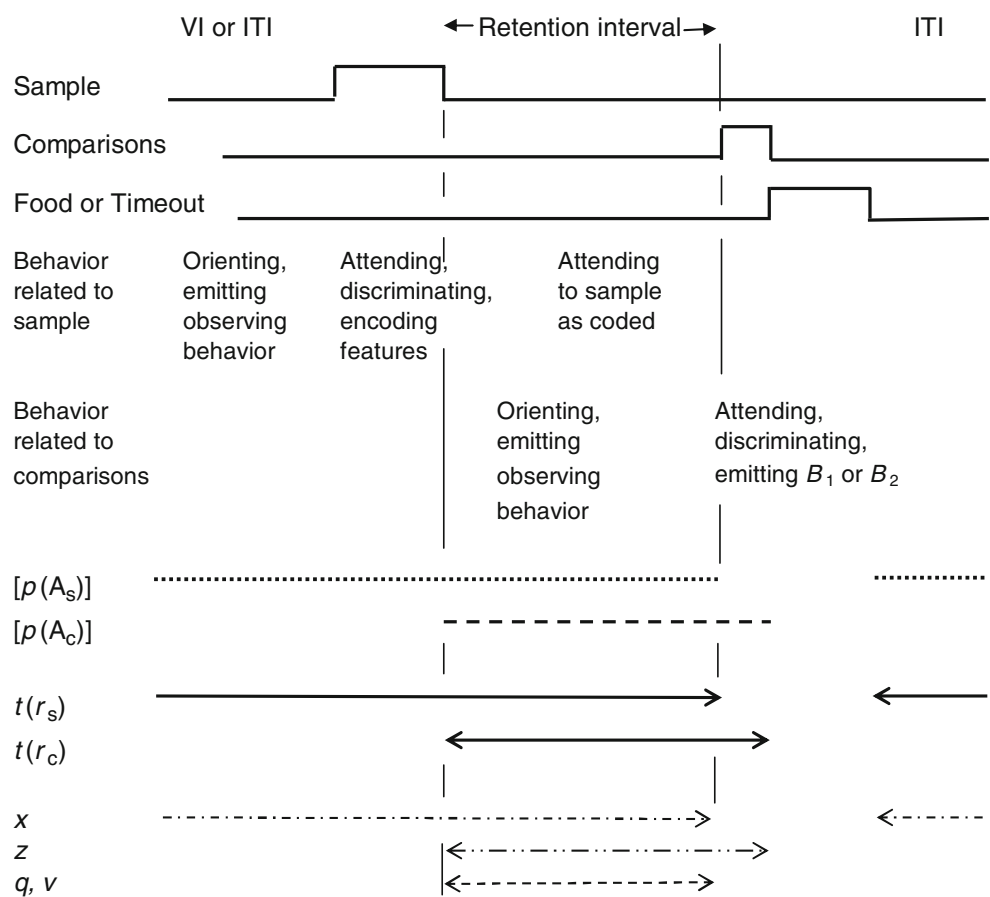 VI or ITI Retention interval ITI
Sample
Comparisons
Food or Timeout
Behavior related to sample
Orienting, emitting observing behavior
Attending, discriminating, encoding features
Attending to sample as coded
Behavior related to comparisons
Orienting, emitting observing behavior
Attending, discriminating, emitting B1 or B2
[p(As)]
[p(Ac)]
t(rs)
t(rc)
x
z
q, v